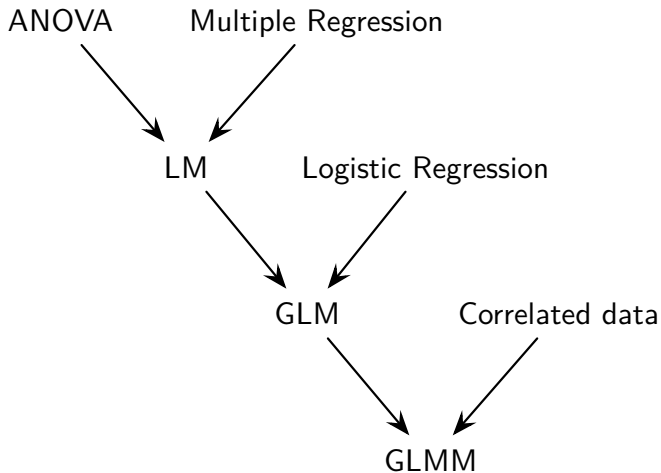 ANOVA
Multiple Regression
LM
Logistic Regression
GLM
Correlated data
GLMM